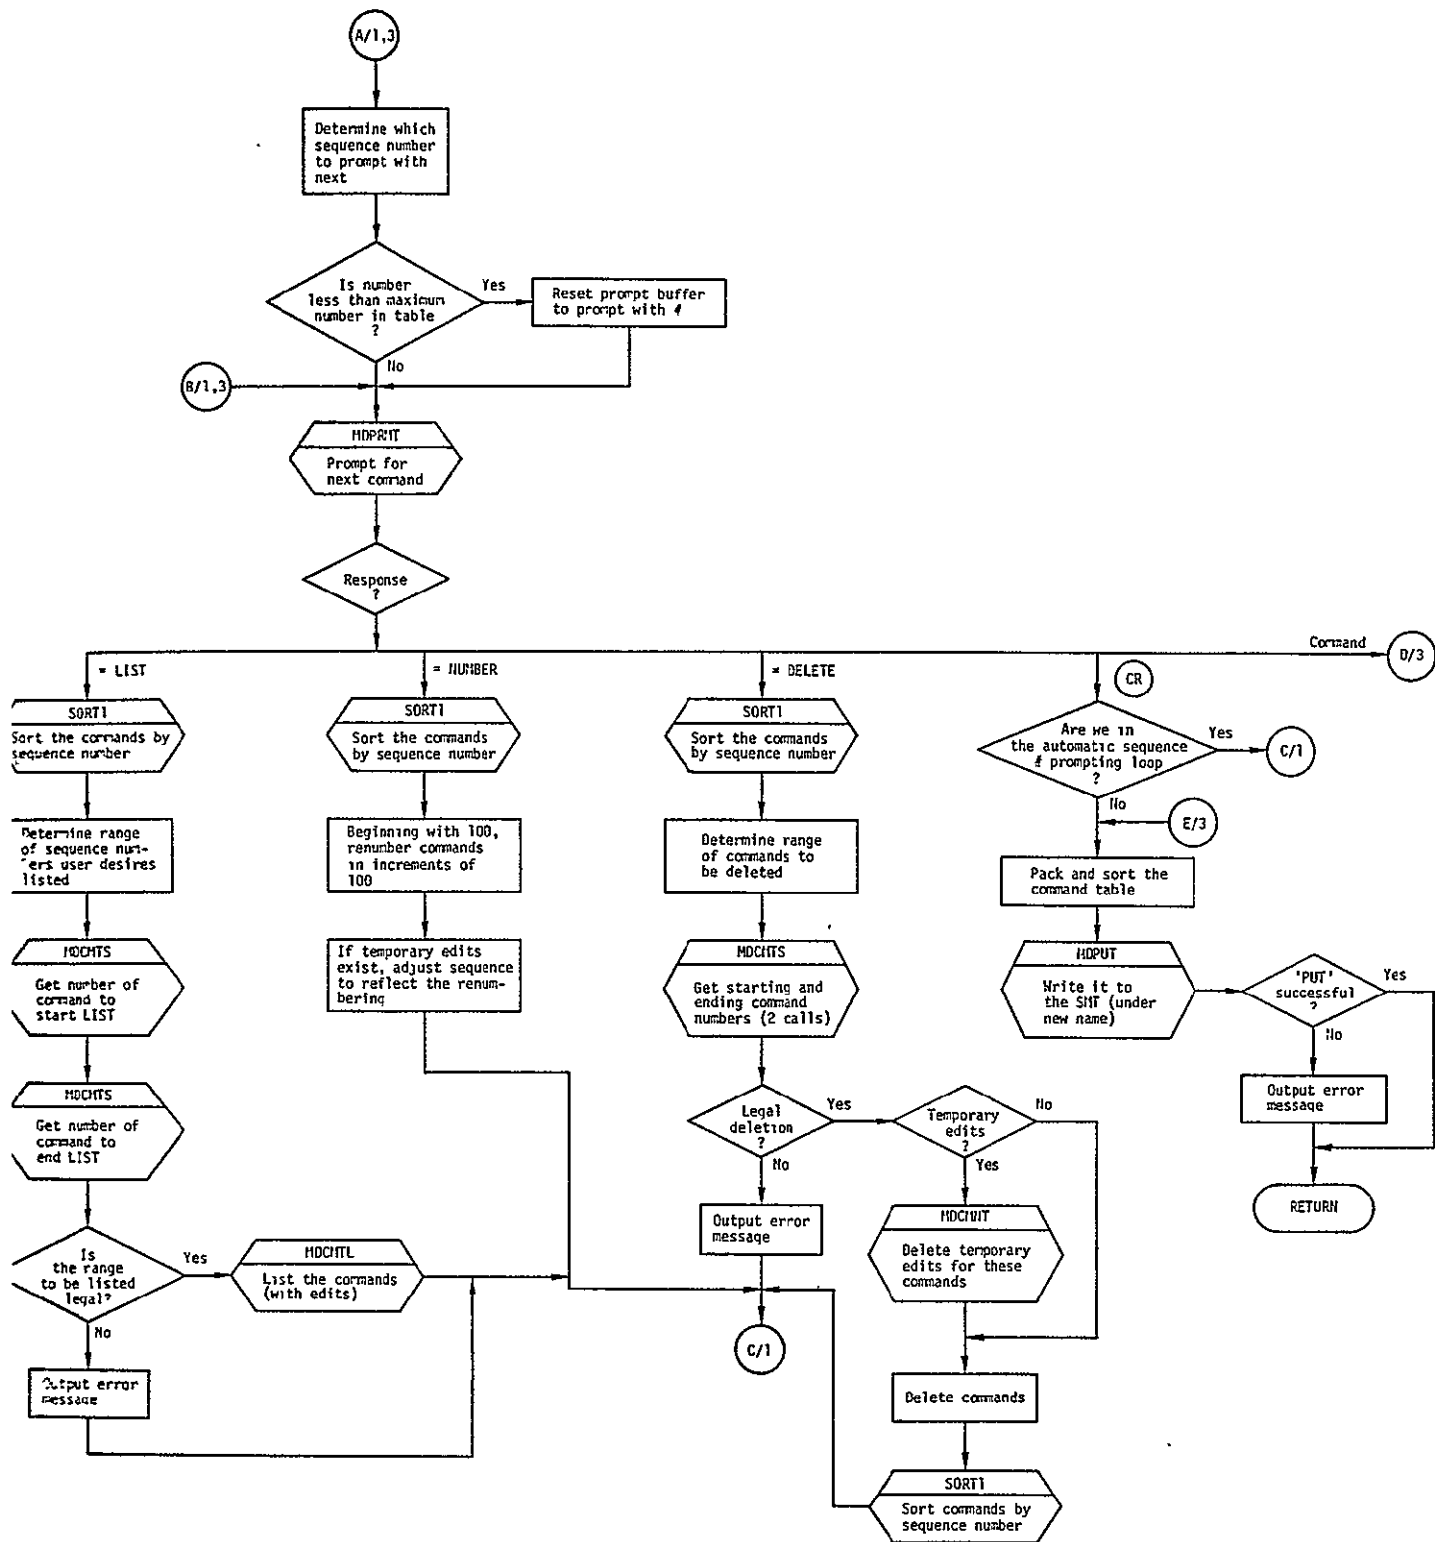 A/1,3
Determine which
sequence number
to prompt with
next
Is number
less than maximum
number in table
?
Yes
Reset prompt buffer
to prompt with #
No
B/1,3
MDPRMT
Prompt for
next command
Response
?
= LIST
= NUMBER
= DELETE
CR
Command
D/3
SORT1
Sort the commands by
sequence number
Determine range
of sequence num-
bers user desires
listed
MDCMTS
Get number of
command to
start LIST
MDCMTS
Get number of
command to
end LIST
Is
the range
to be listed
legal?
Yes
MDCMTL
List the commands
(with edits)
No
Output error
message
SORT1
Sort the commands
by sequence number
Beginning with 100,
renumber commands
in increments of
100
If temporary edits
exist, adjust sequence
to reflect the renum-
bering
SORT1
Sort the commands
by sequence number
Determine range
of commands to
be deleted
MDCMTS
Get starting and
ending command
numbers (2 calls)
Legal
deletion
?
Yes
No
Output error
message
C/1
Temporary
edits
?
No
Yes
MDCMNT
Delete temporary
edits for these
commands
Delete commands
SORT1
Sort commands by
sequence number
Are we in
the automatic sequence
# prompting loop
?
Yes
C/1
No
E/3
Pack and sort the
command table
MDPUT
Write it to
the SMT (under
new name)
'PUT'
successful
?
Yes
No
Output error
message
RETURN